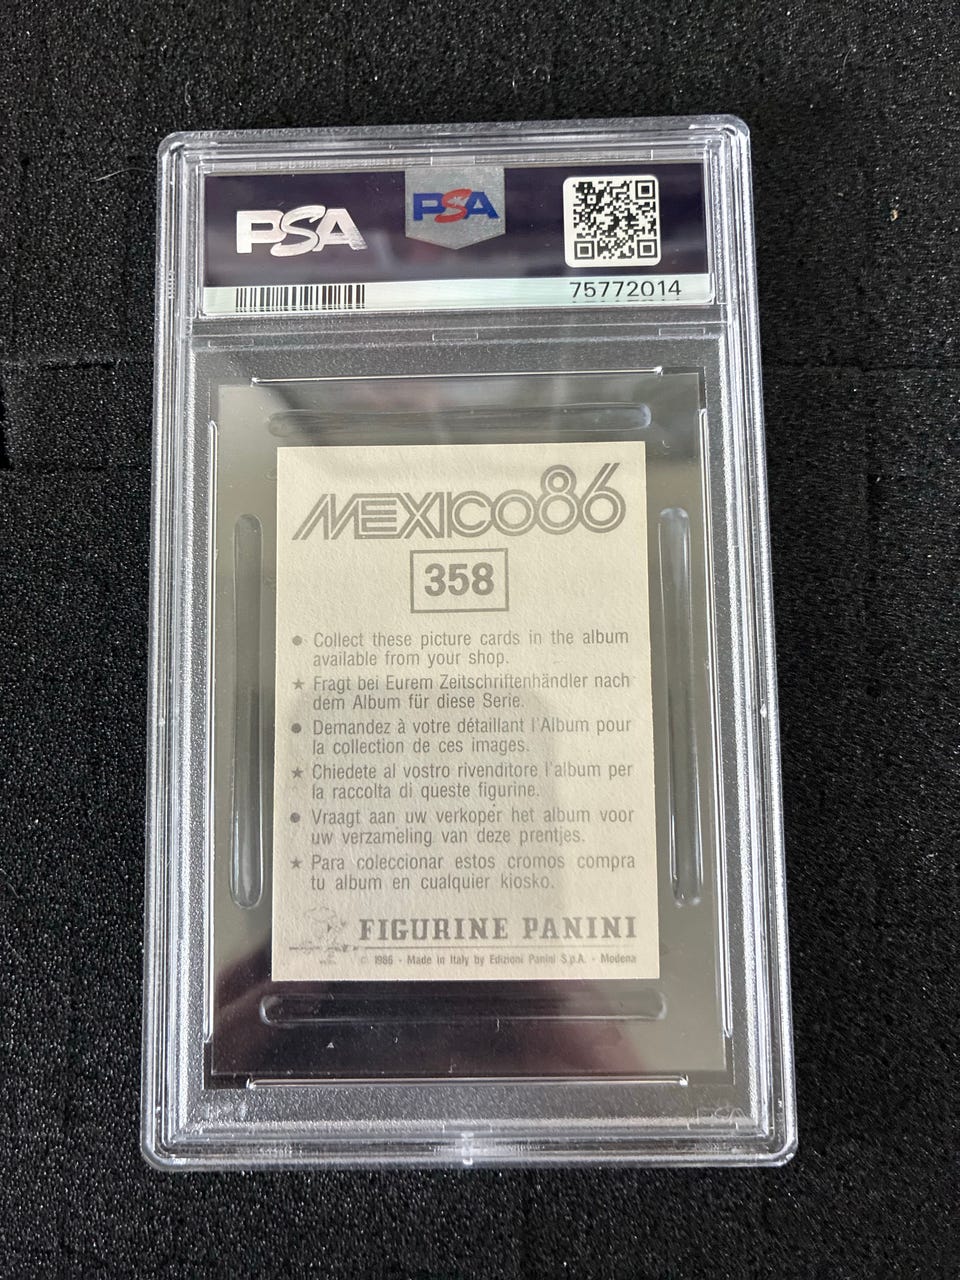 PSA
PSA
75772014
MEXICO86
358
● Collect these picture cards in the album
available from your shop.
★ Fragt bei Eurem Zeitschriftenhändler nach
dem Album für diese Serie.
● Demandez à votre détaillant l'Album pour
la collection de ces images.
★ Chiedete al vostro rivenditore l'album per
la raccolta di queste figurine.
● Vraagt aan uw verkoper het album voor
uw verzameling van deze prentjes.
★ Para coleccionar estos cromos compra
tu album en cualquier kiosko.
FIGURINE PANINI
© 1986 - Made in Italy by Edizioni Panini S.p.A. - Modena
PSA